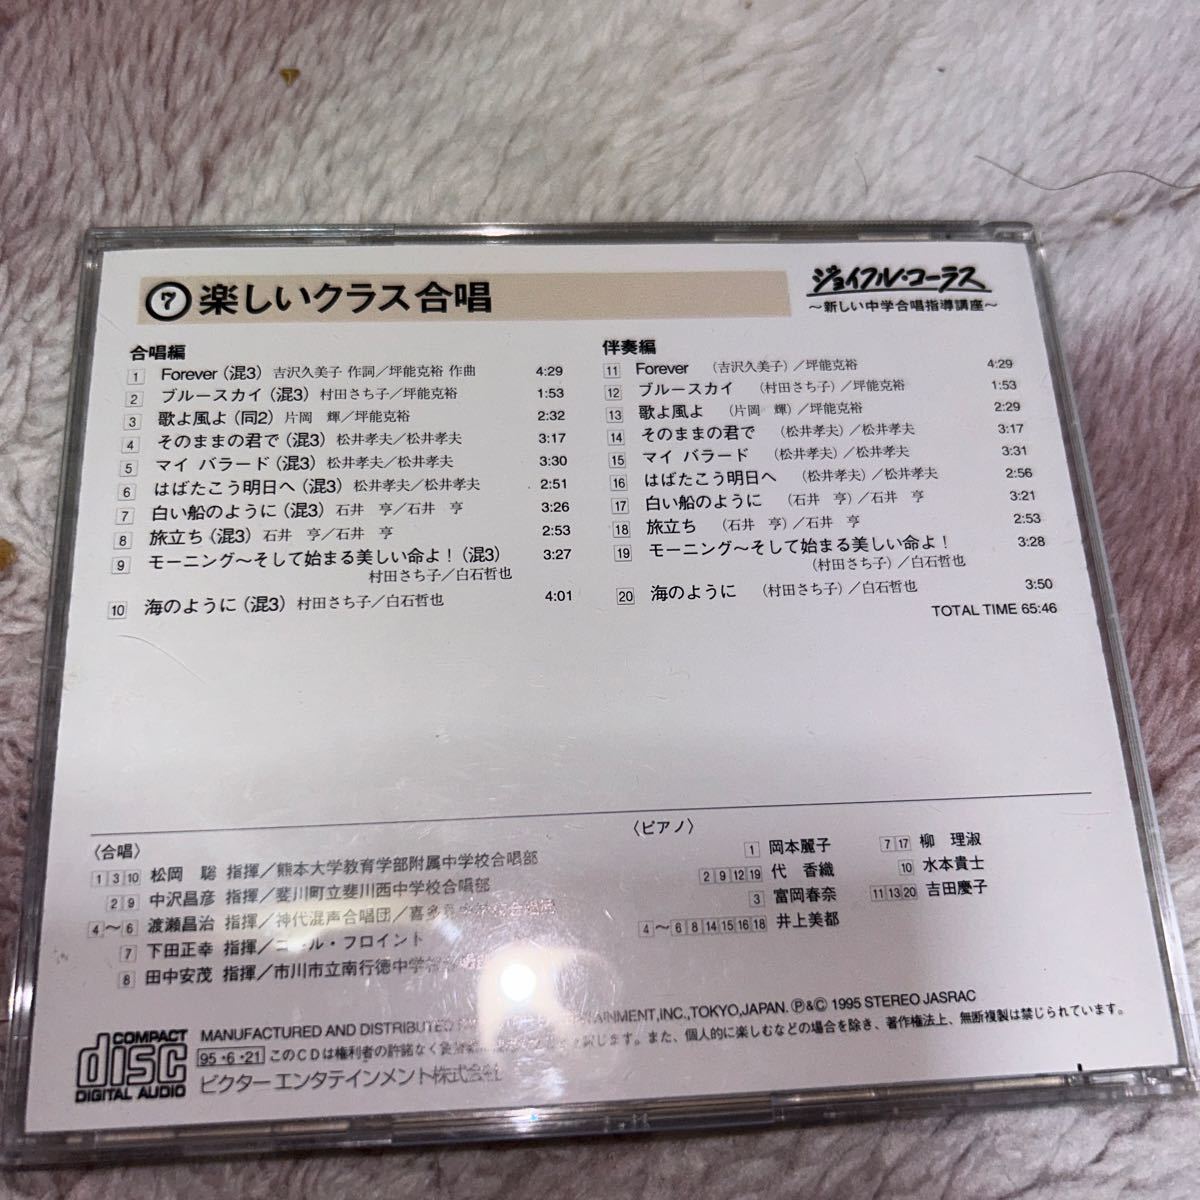 ⑦楽しいクラス合唱
ジョイフル・コーラス
〜新しい中学合唱指導講座〜
合唱編
1 Forever（混3）吉沢久美子 作詞／坪能克裕 作曲 4:29
2 ブルースカイ（混3）村田さち子／坪能克裕 1:53
3 歌よ風よ（同2）片岡　輝／坪能克裕 2:32
4 そのままの君で（混3）松井孝夫／松井孝夫 3:17
5 マイ バラード（混3）松井孝夫／松井孝夫 3:30
6 はばたこう明日へ（混3）松井孝夫／松井孝夫 2:51
7 白い船のように（混3）石井　亨／石井　亨 3:26
8 旅立ち（混3）石井　亨／石井　亨 2:53
9 モーニング〜そして始まる美しい命よ！（混3） 3:27
村田さち子／白石哲也
10 海のように（混3）村田さち子／白石哲也 4:01
伴奏編
11 Forever （吉沢久美子）／坪能克裕 4:29
12 ブルースカイ （村田さち子）／坪能克裕 1:53
13 歌よ風よ （片岡　輝）／坪能克裕 2:29
14 そのままの君で （松井孝夫）／松井孝夫 3:17
15 マイ バラード （松井孝夫）／松井孝夫 3:31
16 はばたこう明日へ （松井孝夫）／松井孝夫 2:56
17 白い船のように （石井　亨）／石井　亨 3:21
18 旅立ち （石井　亨）／石井　亨 2:53
19 モーニング〜そして始まる美しい命よ！ 3:28
（村田さち子）／白石哲也
20 海のように （村田さち子）／白石哲也 3:50
TOTAL TIME 65:46
〈合唱〉
1 3 10 松岡　聡 指揮／熊本大学教育学部附属中学校合唱部
2 9 中沢昌彦 指揮／斐川町立斐川西中学校合唱部
4〜6 渡瀬昌治 指揮／神代混声合唱団／喜多 学校合唱
7 下田正幸 指揮／コール・フロイント
8 田中安茂 指揮／市川市立南行徳中学
〈ピアノ〉
1 岡本麗子
2 9 12 19 代　香織
3 富岡春奈
4〜6 8 14 15 16 18 井上美都
7 17 柳　理淑
10 水本貴士
11 13 20 吉田慶子
COMPACT
disc
DIGITAL AUDIO
MANUFACTURED AND DISTRIBUTED AINMENT,INC.,TOKYO,JAPAN. Ⓟ&Ⓒ 1995 STEREO JASRAC
95・6・21 このCDは権利者の許諾なく じます。また、個人的に楽しむなどの場合を除き、著作権法上、無断複製は禁じられています。
ビクターエンタテインメント株式会社